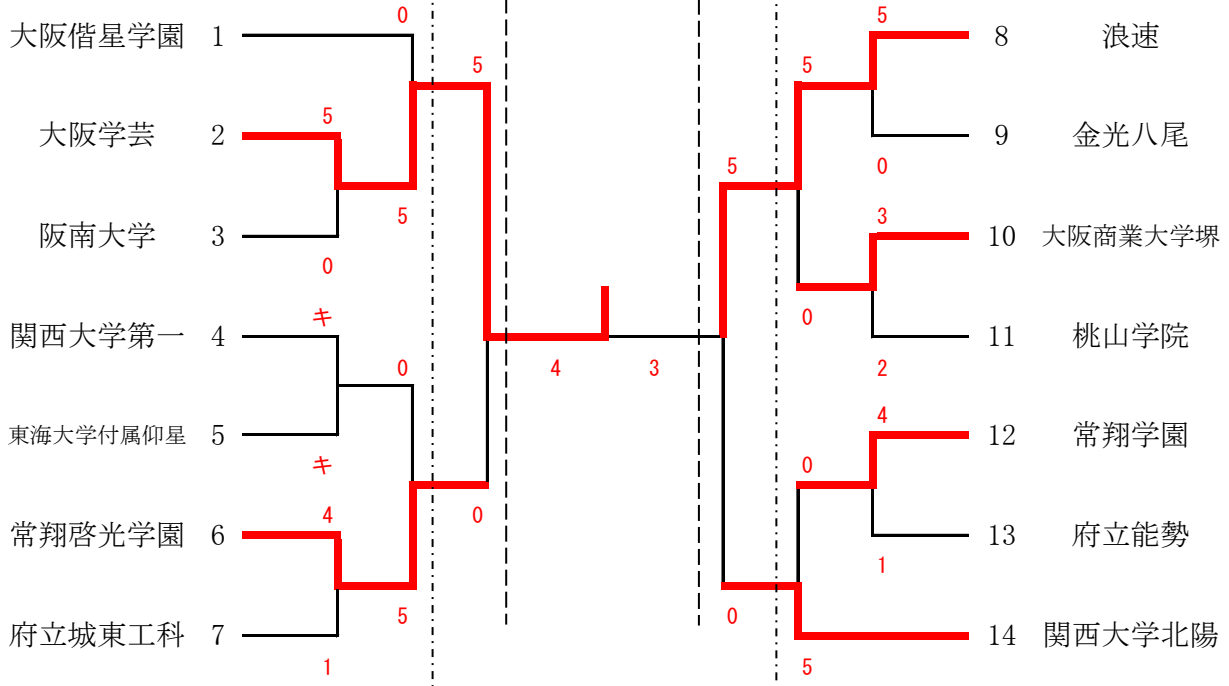 0
大阪偕星学園 1
5
5
大阪学芸 2
5
阪南大学 3
0
キ
関西大学第一 4
0
東海大学付属仰星 5
キ
4
常翔啓光学園 6
0
5
府立城東工科 7
1
4 3
5
8 浪速
5
9 金光八尾
0
5
3
10 大阪商業大学堺
0
11 桃山学院
2
4
12 常翔学園
0
13 府立能勢
1
0
14 関西大学北陽
5